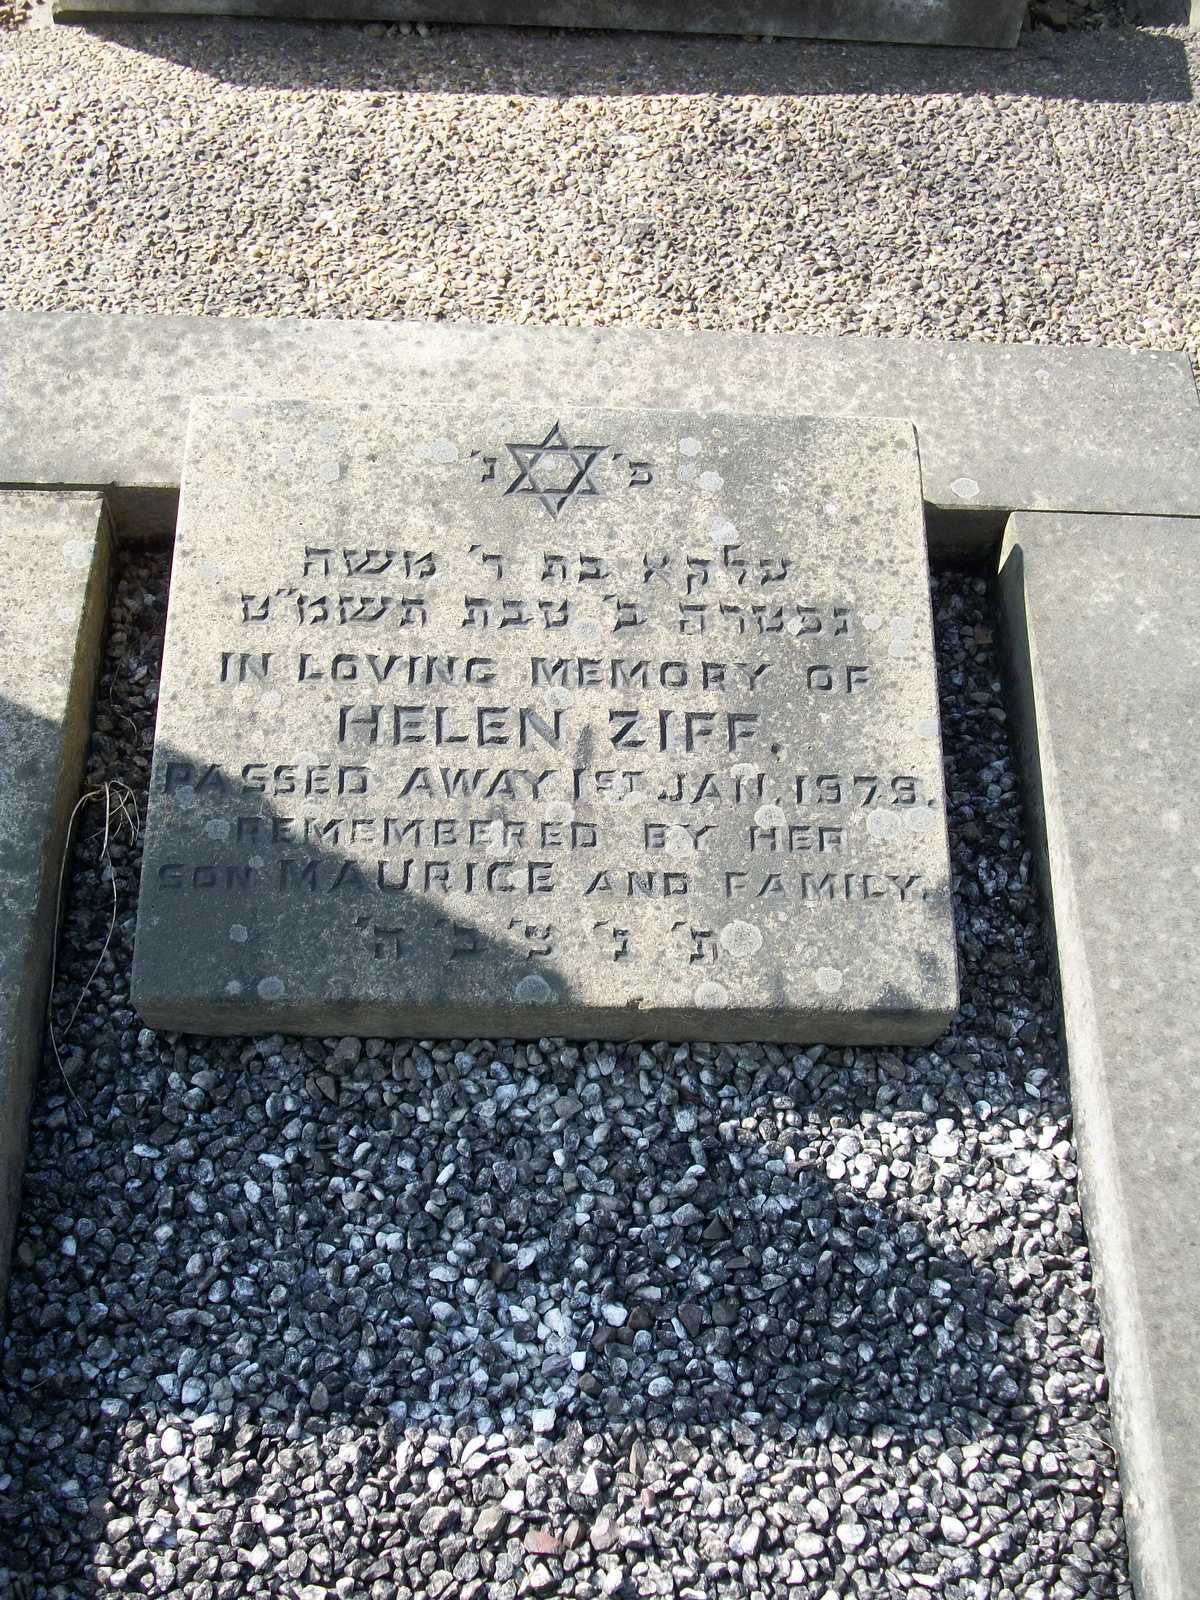 פ' נ'
עלקא בת ר' משה
נפטרה ב' טבת תשמ"ט
IN LOVING MEMORY OF
HELEN ZIFF.
PASSED AWAY 1ST JAN. 1979.
REMEMBERED BY HER
SON MAURICE AND FAMILY.
ת' נ' צ' ב' ה'